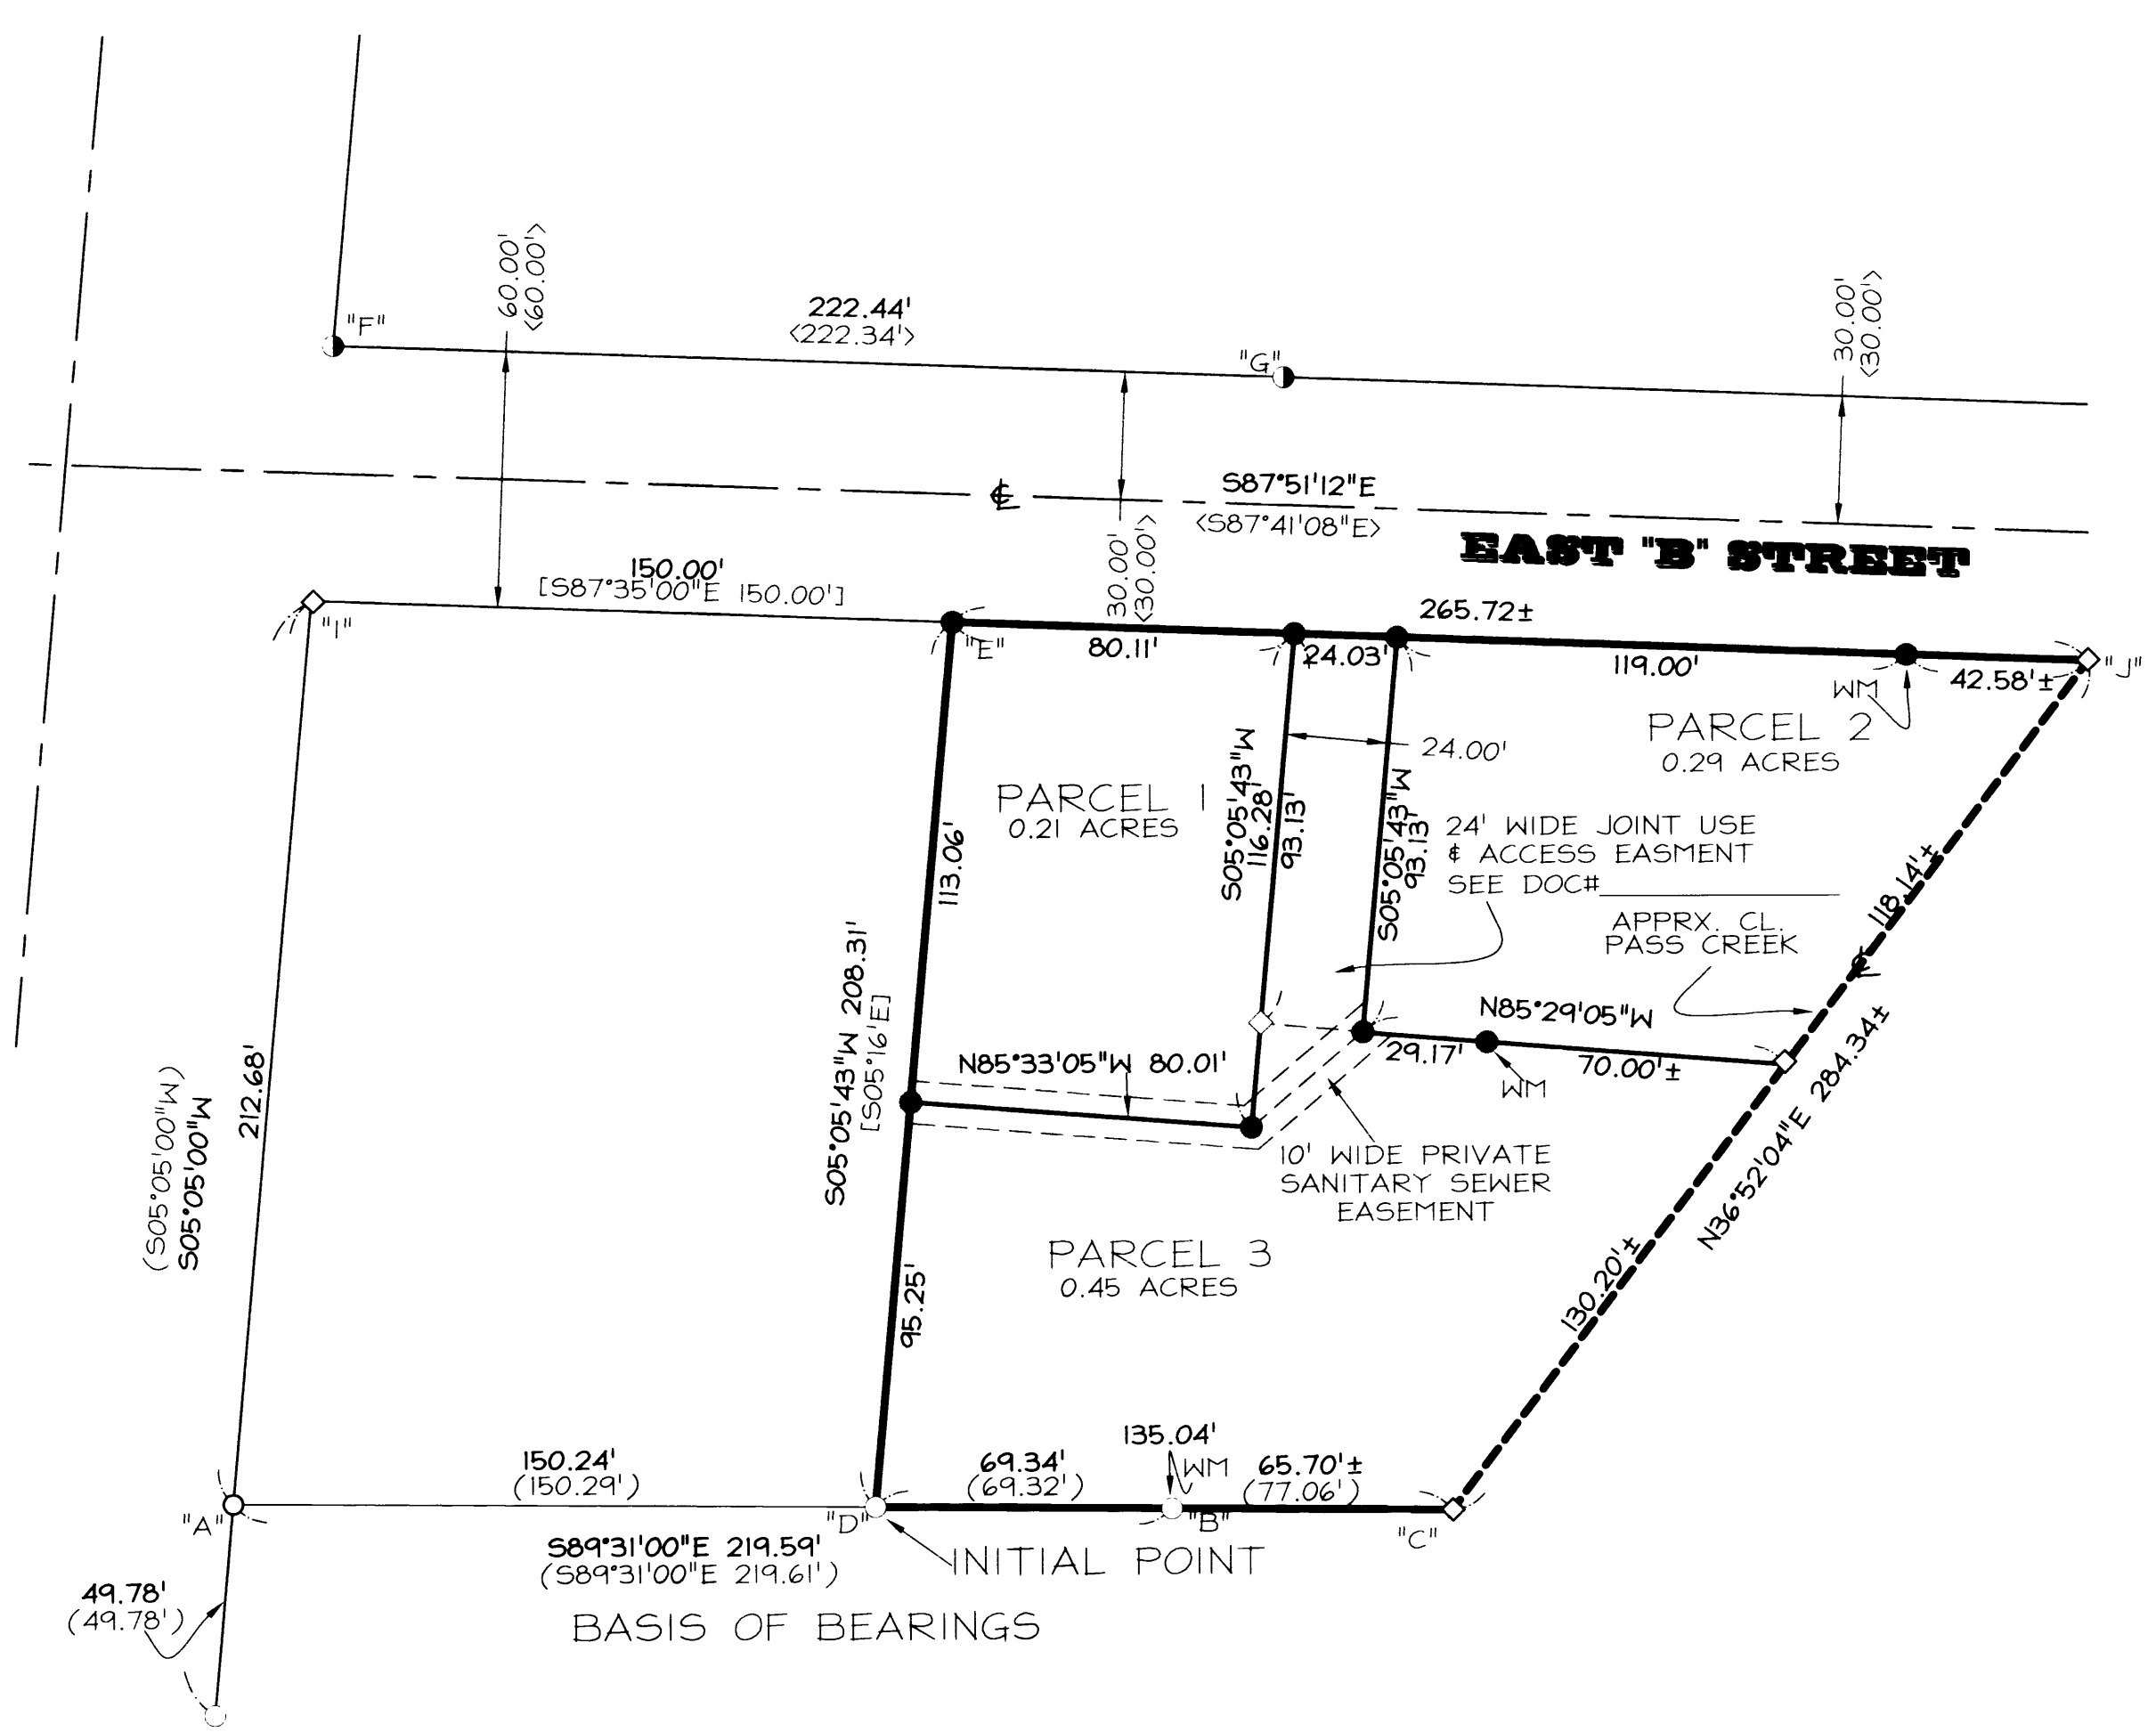 60.00'
<60.00'>
"F"
222.44'
<222.34'>
"G"
30.00'
<30.00'>
℄
S87°51'12"E
<S87°41'08"E>
30.00'
<30.00'>
EAST "B" STREET
150.00'
[S87°35'00"E 150.00']
"I"
"E"
80.11'
24.03'
265.72±
119.00'
WM
42.58'±
"J"
PARCEL 2
0.29 ACRES
24.00'
PARCEL 1
0.21 ACRES
113.06'
S05°05'43"W
116.28'
93.13'
S05°05'43"W
93.13'
24' WIDE JOINT USE
& ACCESS EASMENT
SEE DOC#
APPRX. CL.
PASS CREEK
118.14'±
℄
S05°05'43"W 208.31'
[S05°16'E]
N85°33'05"W 80.01'
N85°29'05"W
29.17'
70.00'±
WM
N36°52'04"E 284.34±
10' WIDE PRIVATE
SANITARY SEWER
EASEMENT
212.68'
(S05°05'00"W)
S05°05'00"W
PARCEL 3
0.45 ACRES
95.25'
130.20'±
150.24'
(150.29')
69.34'
(69.32')
135.04'
WM
65.70'±
(77.06')
"A"
"D"
"B"
"C"
S89°31'00"E 219.59'
(S89°31'00"E 219.61')
INITIAL POINT
BASIS OF BEARINGS
49.78'
(49.78')